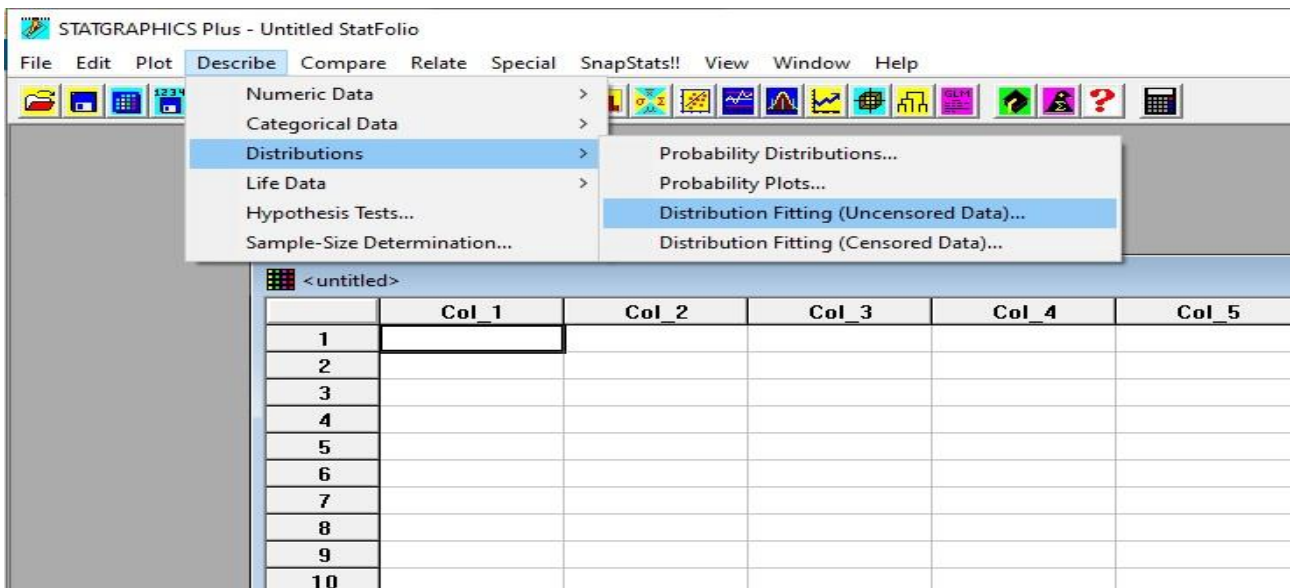 STATGRAPHICS Plus - Untitled StatFolio
File Edit Plot Describe Compare Relate Special SnapStats!! View Window Help
1234
GLM
Numeric Data >
Categorical Data >
Distributions >
Life Data >
Hypothesis Tests...
Sample-Size Determination...
Probability Distributions...
Probability Plots...
Distribution Fitting (Uncensored Data)...
Distribution Fitting (Censored Data)...
<untitled>
Col_1 Col_2 Col_3 Col_4 Col_5
1
2
3
4
5
6
7
8
9
10